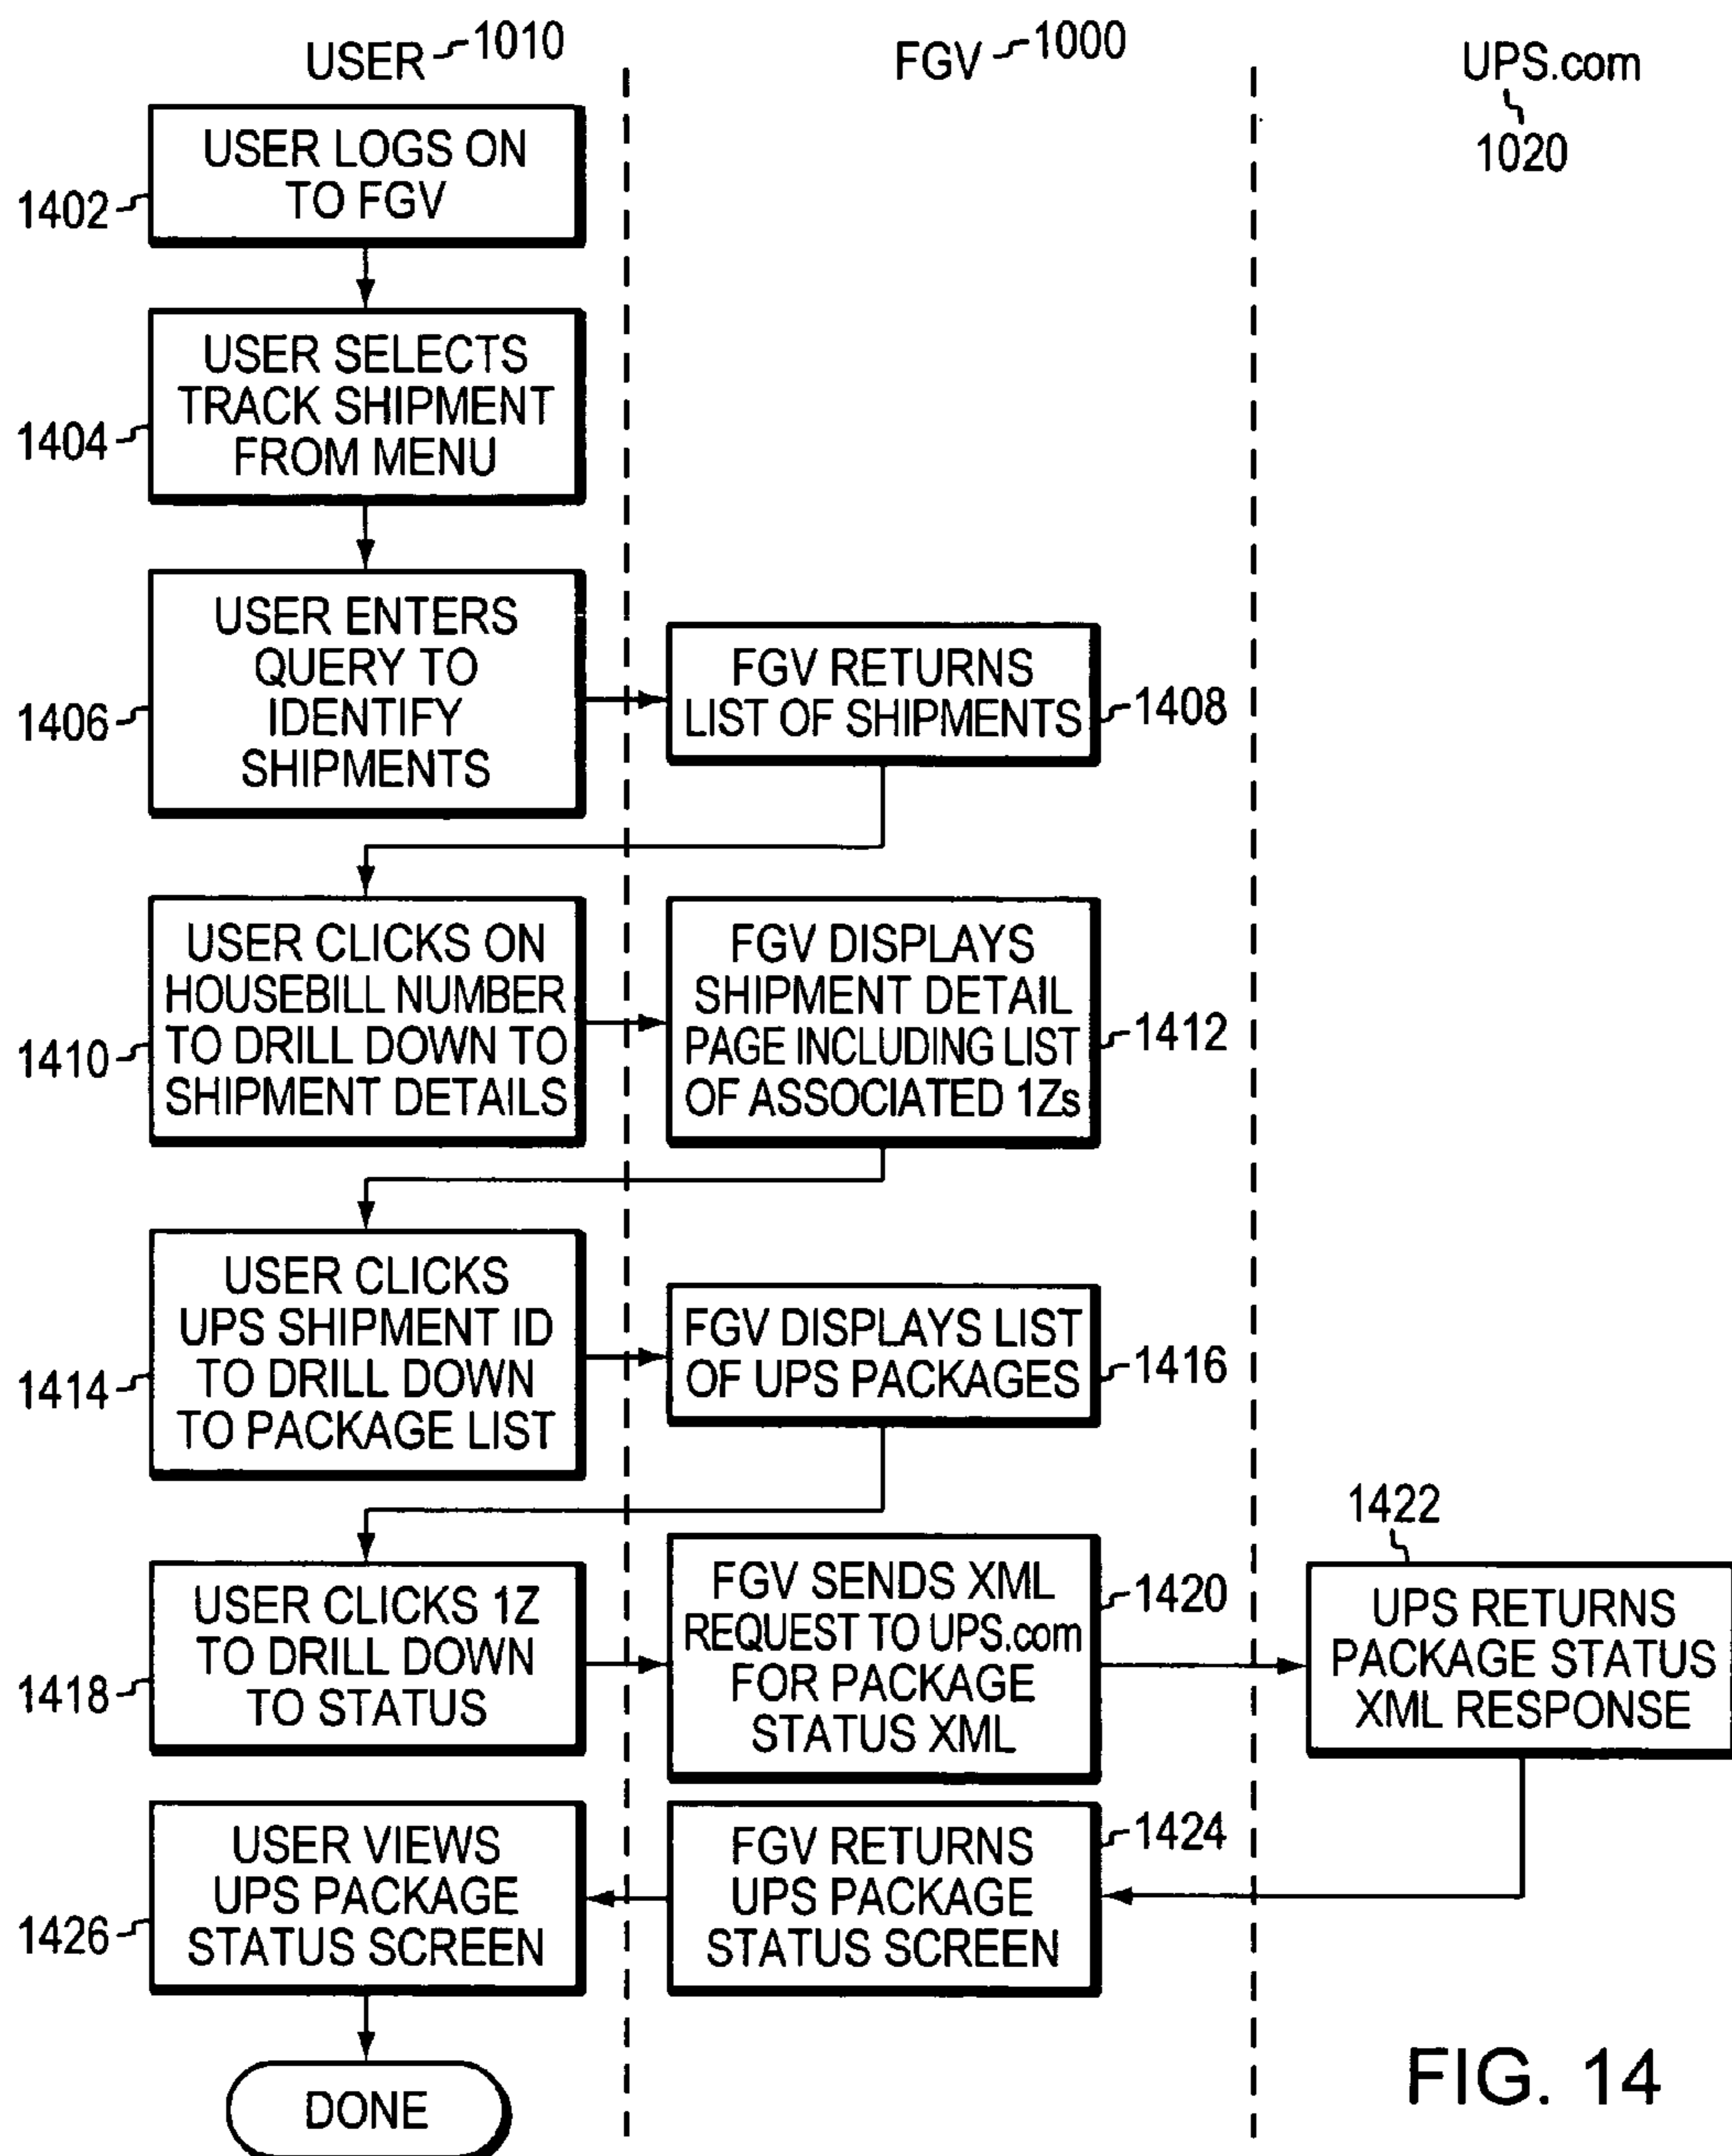 USER 1010
FGV 1000
UPS.com
1020
USER LOGS ON
TO FGV
1402
USER SELECTS
TRACK SHIPMENT
FROM MENU
1404
USER ENTERS
QUERY TO
IDENTIFY
SHIPMENTS
1406
FGV RETURNS
LIST OF SHIPMENTS
1408
USER CLICKS ON
HOUSEBILL NUMBER
TO DRILL DOWN TO
SHIPMENT DETAILS
1410
FGV DISPLAYS
SHIPMENT DETAIL
PAGE INCLUDING LIST
OF ASSOCIATED 1Zs
1412
USER CLICKS
UPS SHIPMENT ID
TO DRILL DOWN
TO PACKAGE LIST
1414
FGV DISPLAYS LIST
OF UPS PACKAGES
1416
USER CLICKS 1Z
TO DRILL DOWN
TO STATUS
1418
FGV SENDS XML
REQUEST TO UPS.com
FOR PACKAGE
STATUS XML
1420
1422
UPS RETURNS
PACKAGE STATUS
XML RESPONSE
FGV RETURNS
UPS PACKAGE
STATUS SCREEN
1424
USER VIEWS
UPS PACKAGE
STATUS SCREEN
1426
DONE
FIG. 14